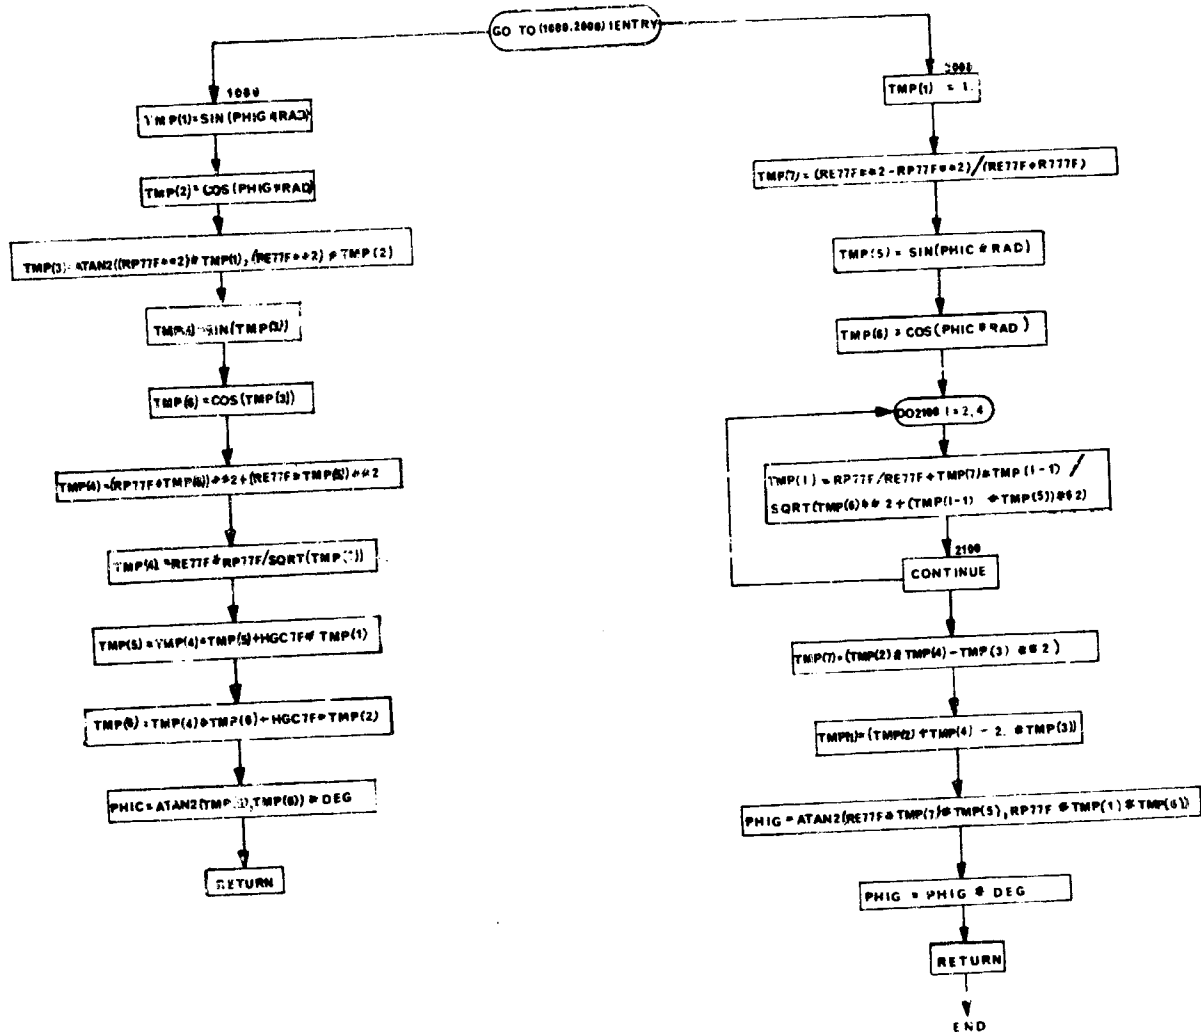 GO TO (1000,2000) IENTRY
1000
TMP(1)=SIN(PHIG*RAD)
TMP(2)=COS(PHIG*RAD)
TMP(3)=ATAN2((RP77F**2)*TMP(1),(RE77F**2)*TMP(2)
=SIN(TMP(3))
TMP(6)=COS(TMP(3))
TMP(4)=(RP77F*TMP(6))**2+(RE77F*TMP(5))**2
TMP(4)=RE77F*RP77F/SQRT(TMP(4))
TMP(5)=TMP(4)*TMP(5)+HGC7F*TMP(1)
TMP(6)=TMP(4)*TMP(6)+HGC7F*TMP(2)
PHIC=ATAN2(TMP(5),TMP(6))*DEG
RETURN
2000
TMP(1) = 1.
TMP(7)=(RE77F**2-RP77F**2)/(RE77F*R777F)
TMP(5) = SIN(PHIC*RAD)
TMP(6) = COS(PHIC*RAD)
DO2100 I=2,4
TMP(I)=RP77F/RE77F+TMP(7)*TMP(I-1) /
SQRT(TMP(6)**2+(TMP(I-1) *TMP(5))**2)
2100
CONTINUE
TMP(7)=(TMP(2)*TMP(4)-TMP(3) **2)
TMP(1)=(TMP(2)+TMP(4)-2. *TMP(3))
PHIG=ATAN2(RE77F*TMP(7)*TMP(5),RP77F*TMP(1)*TMP(6))
PHIG = PHIG * DEG
RETURN
END